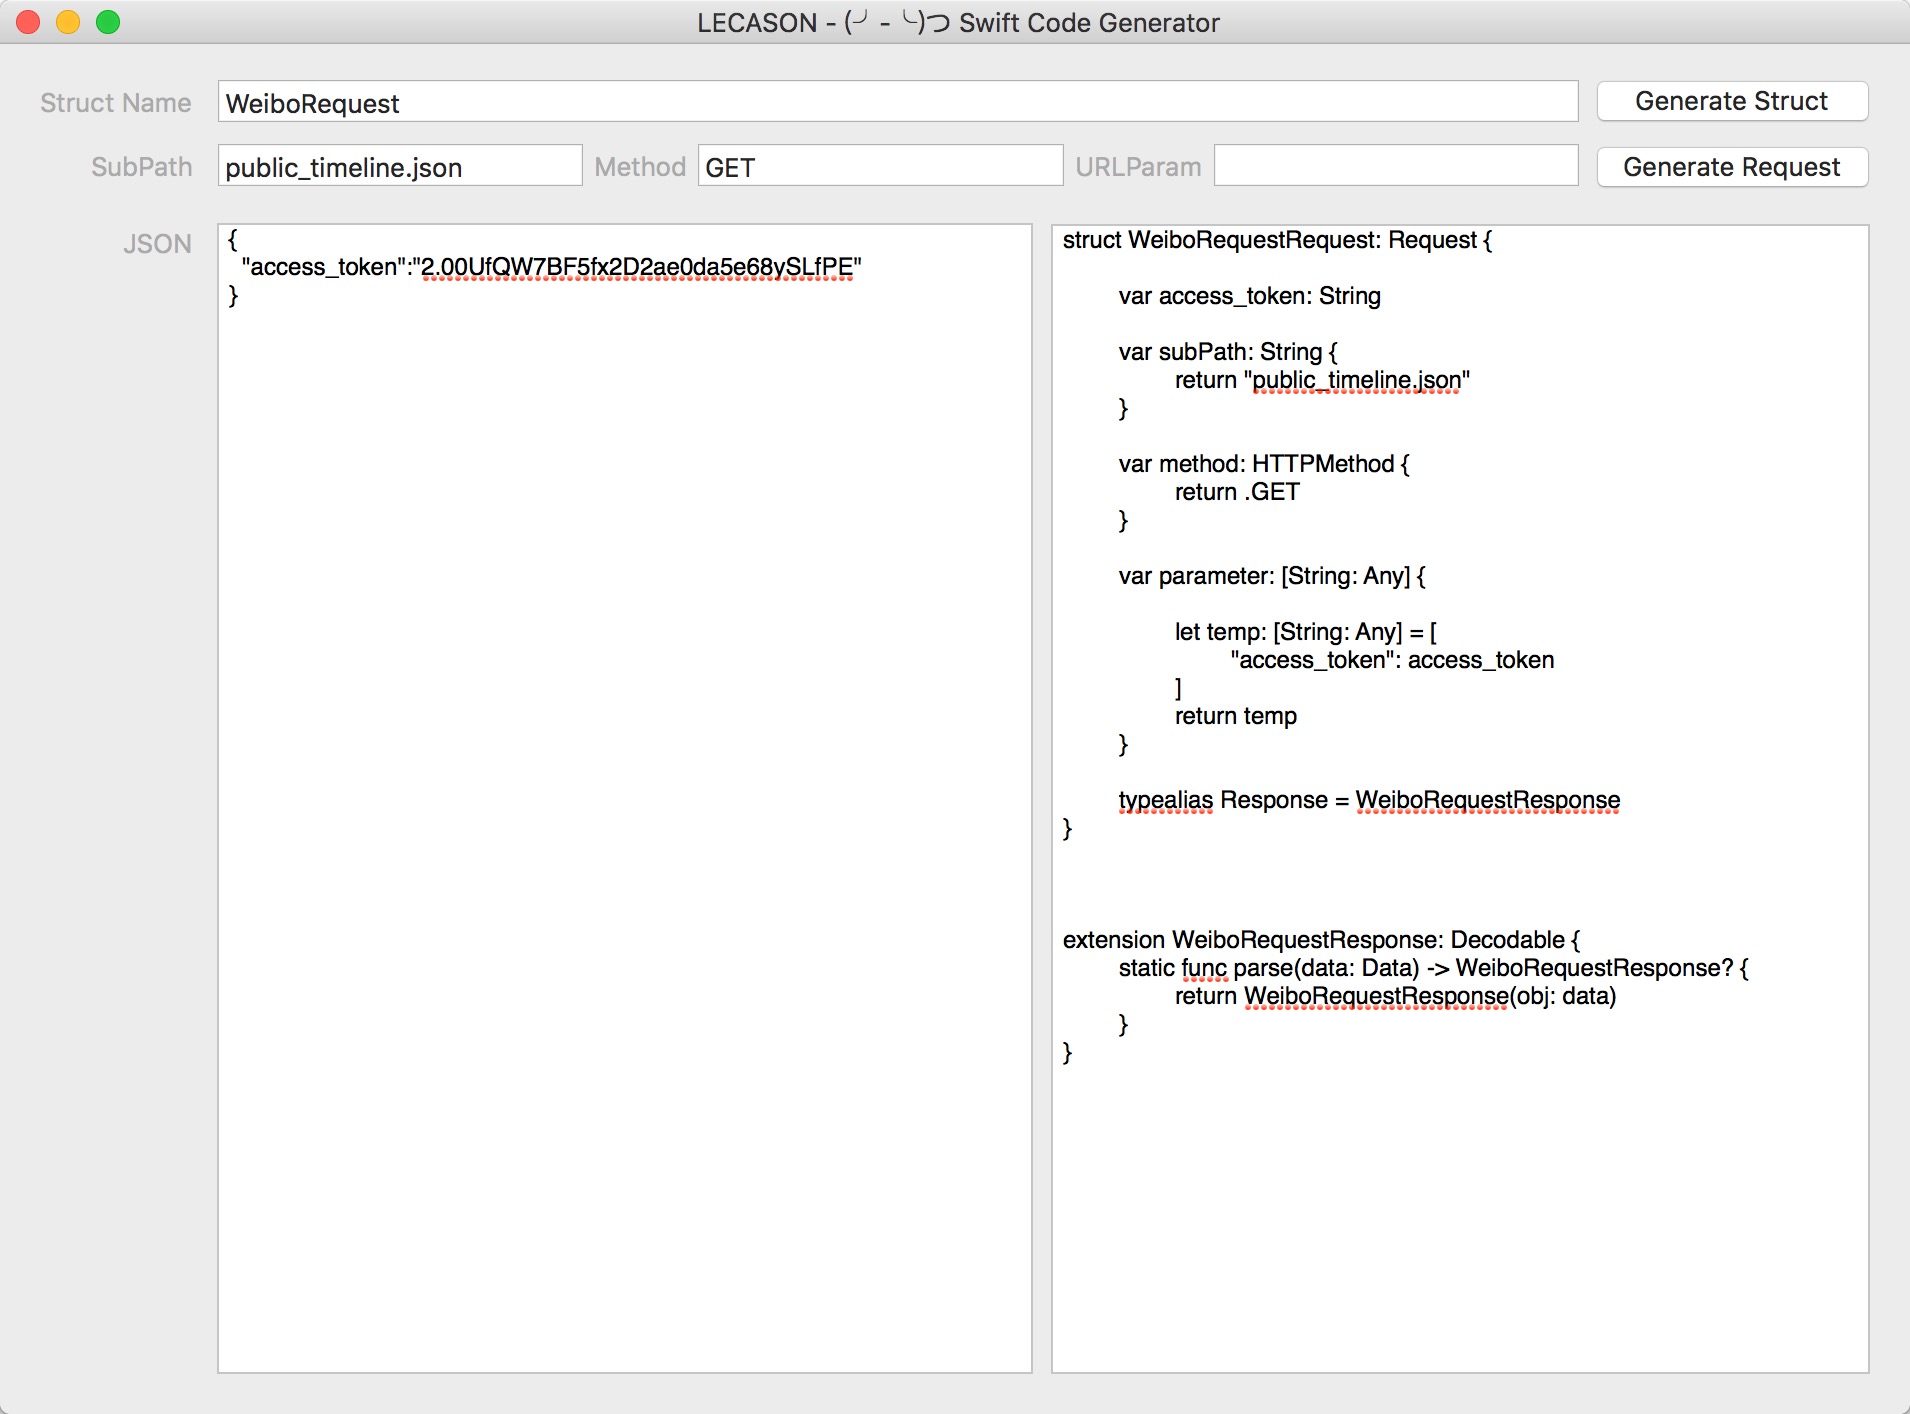 LECASON - (╯ - ╰)つ Swift Code Generator
Struct Name WeiboRequest Generate Struct
SubPath public_timeline.json Method GET URLParam Generate Request
JSON
{
"access_token":"2.00UfQW7BF5fx2D2ae0da5e68ySLfPE"
}
struct WeiboRequestRequest: Request {
var access_token: String
var subPath: String {
return "public_timeline.json"
}
var method: HTTPMethod {
return .GET
}
var parameter: [String: Any] {
let temp: [String: Any] = [
"access_token": access_token
]
return temp
}
typealias Response = WeiboRequestResponse
}
extension WeiboRequestResponse: Decodable {
static func parse(data: Data) -> WeiboRequestResponse? {
return WeiboRequestResponse(obj: data)
}
}